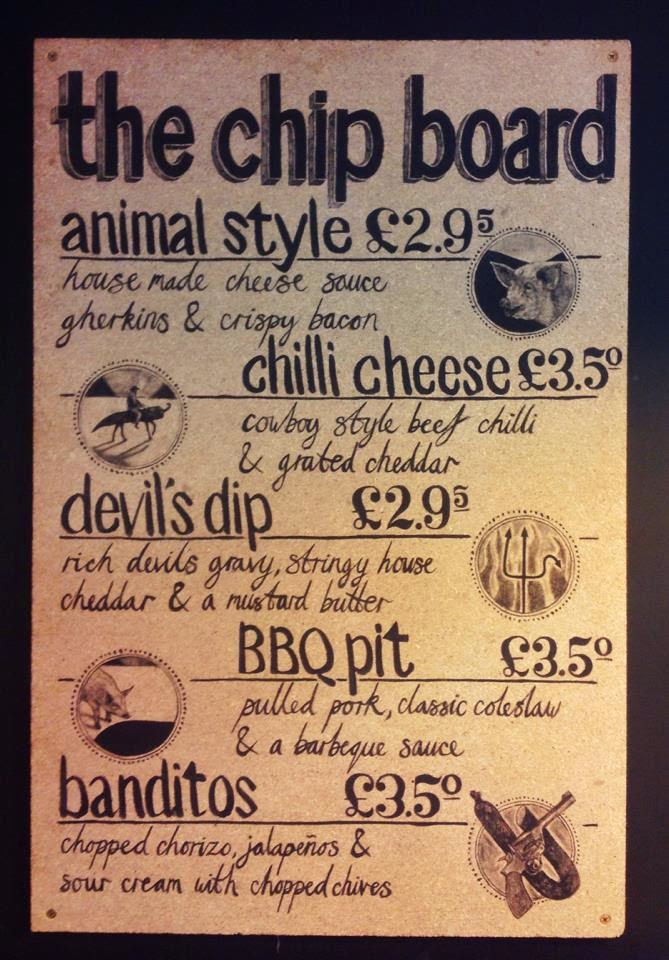 the chip board
animal style £2.95
house made cheese sauce
gherkins & crispy bacon
chilli cheese £3.50
cowboy style beef chilli
& grated cheddar
devil's dip £2.95
rich devils gravy, stringy house
cheddar & a mustard butter
BBQ pit £3.50
pulled pork, classic coleslaw
& a barbeque sauce
banditos £3.50
chopped chorizo, jalapeños &
sour cream with chopped chives